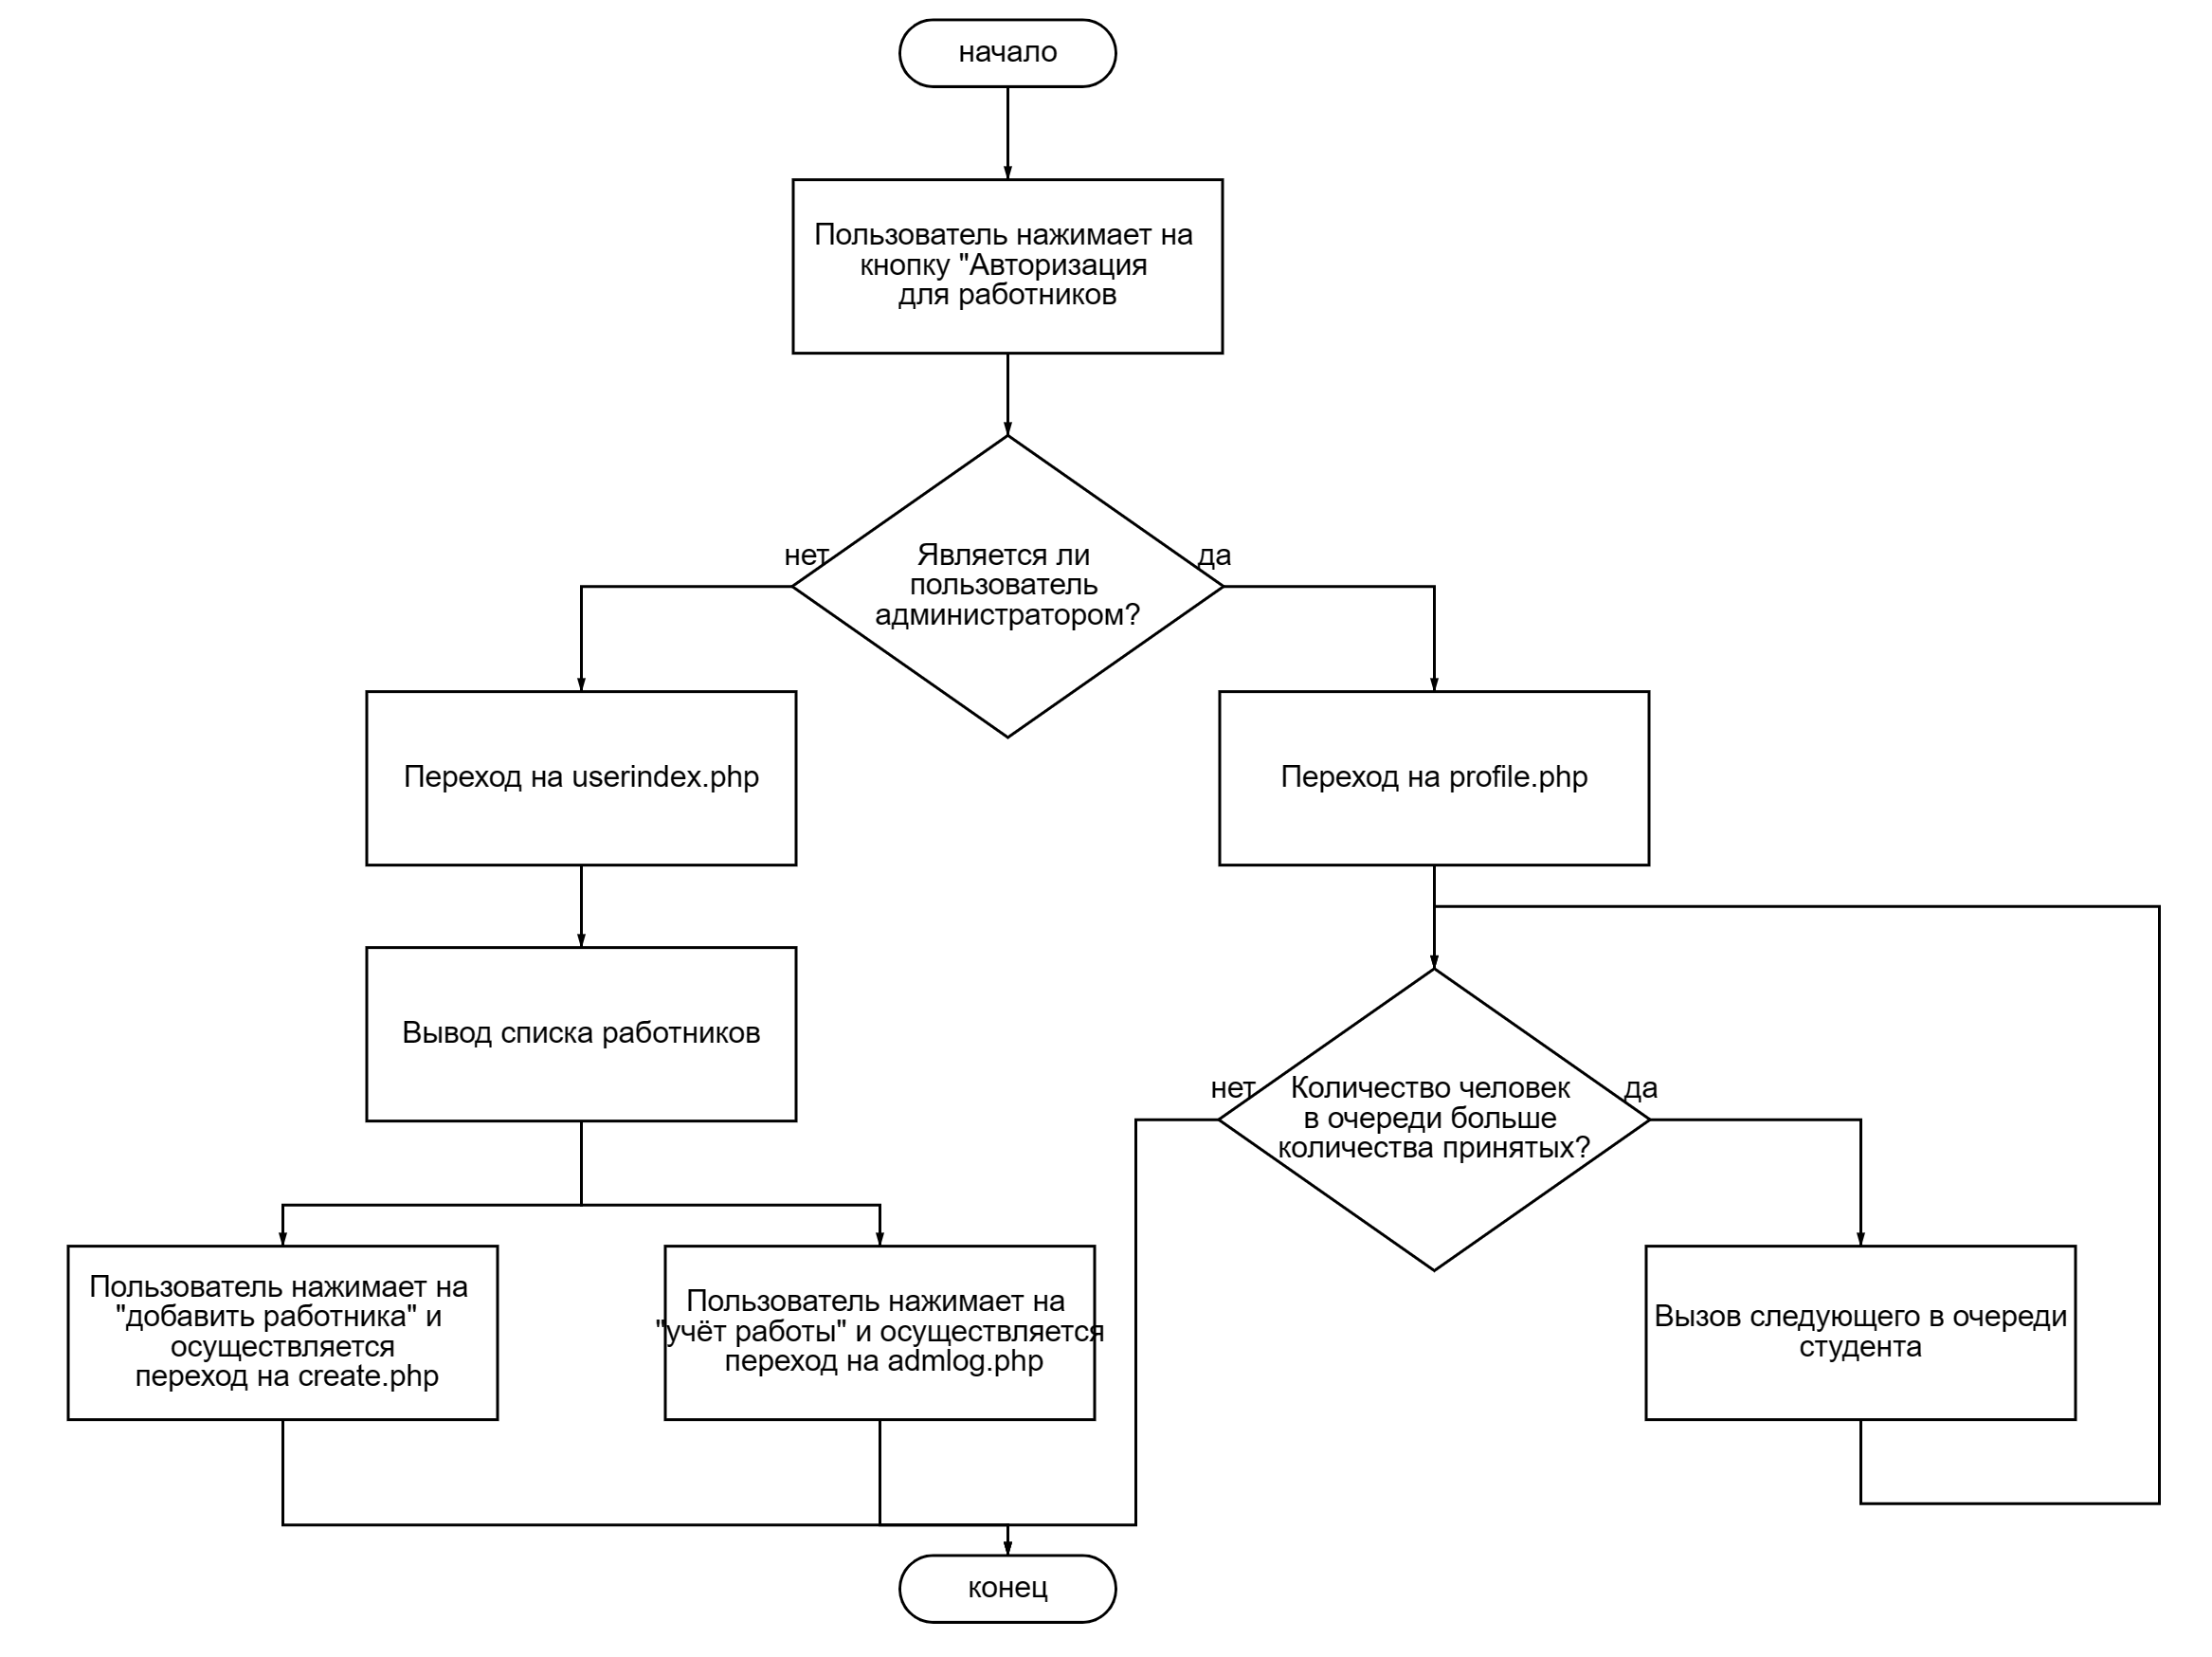 начало
Пользователь нажимает на
кнопку "Авторизация
для работников
нет
Является ли
пользователь
администратором?
да
Переход на userindex.php
Переход на profile.php
Вывод списка работников
нет
Количество человек
в очереди больше
количества принятых?
да
Пользователь нажимает на
"добавить работника" и
осуществляется
переход на create.php
Пользователь нажимает на
"учёт работы" и осуществляется
переход на admlog.php
Вызов следующего в очереди
студента
конец